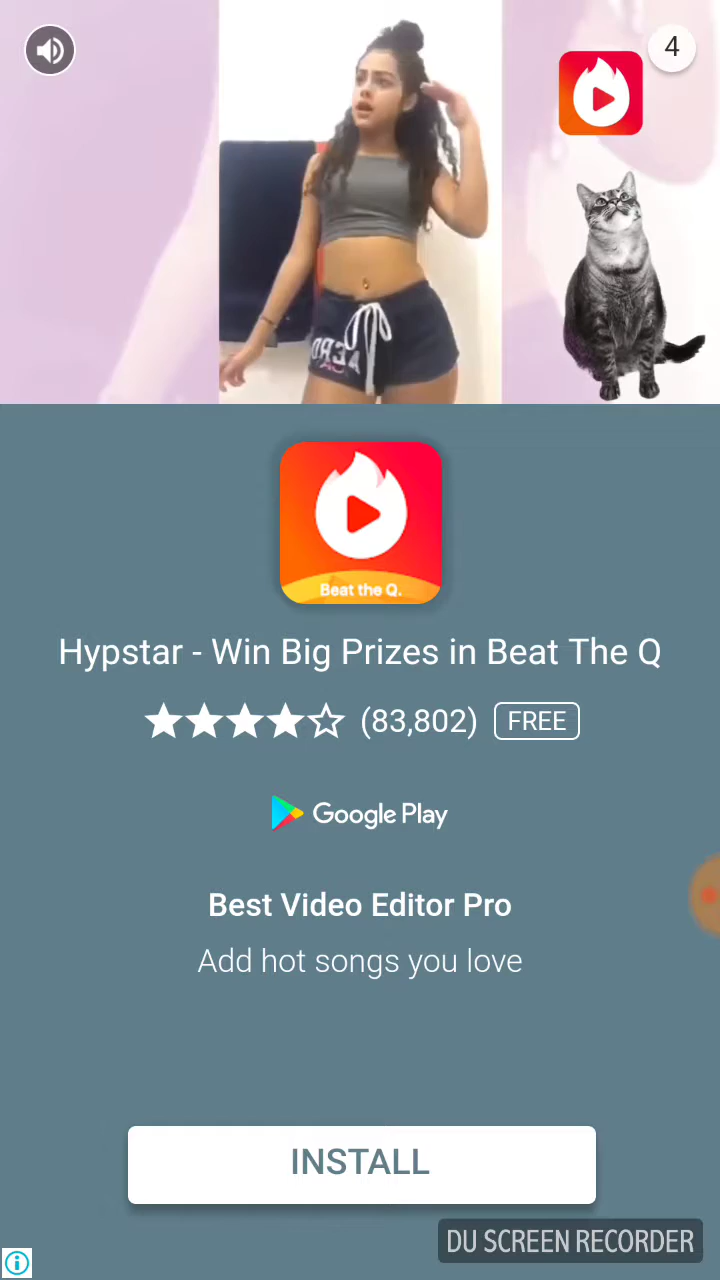 4
Beat the Q.
Hypstar - Win Big Prizes in Beat The Q
(83,802) FREE
Google Play
Best Video Editor Pro
Add hot songs you love
INSTALL
DU SCREEN RECORDER